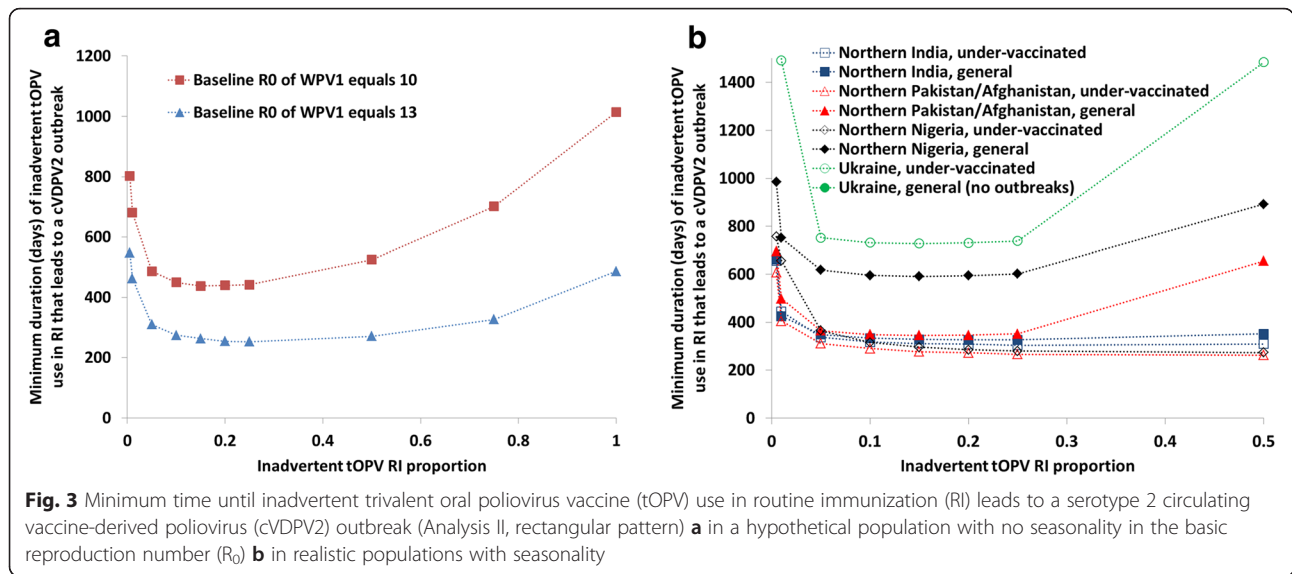 a
Minimum duration (days) of inadvertent tOPV
use in RI that leads to a cVDPV2 outbreak
1200
1000
800
600
400
200
0
Baseline R0 of WPV1 equals 10
Baseline R0 of WPV1 equals 13
0
0.2
0.4
0.6
0.8
1
Inadvertent tOPV RI proportion
b
Minimum duration (days) of inadvertent tOPV
use in RI that leads to a cVDPV2 outbreak
1400
1200
1000
800
600
400
200
0
Northern India, under-vaccinated
Northern India, general
Northern Pakistan/Afghanistan, under-vaccinated
Northern Pakistan/Afghanistan, general
Northern Nigeria, under-vaccinated
Northern Nigeria, general
Ukraine, under-vaccinated
Ukraine, general (no outbreaks)
0
0.1
0.2
0.3
0.4
0.5
Inadvertent tOPV RI proportion
Fig. 3 Minimum time until inadvertent trivalent oral poliovirus vaccine (tOPV) use in routine immunization (RI) leads to a serotype 2 circulating
vaccine-derived poliovirus (cVDPV2) outbreak (Analysis II, rectangular pattern) a in a hypothetical population with no seasonality in the basic
reproduction number (R₀) b in realistic populations with seasonality